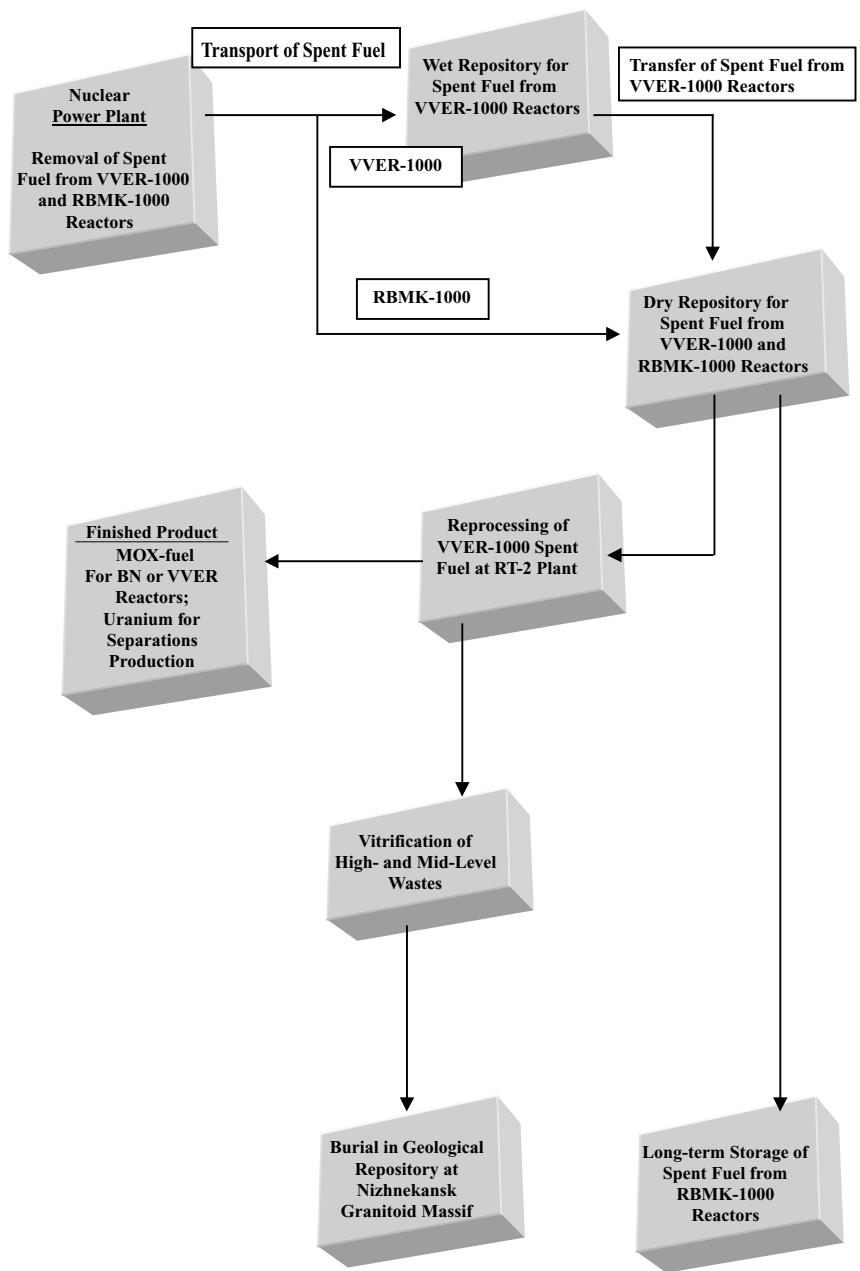 Transport of Spent Fuel
Nuclear
Power Plant
Removal of Spent
Fuel from VVER-1000
and RBMK-1000
Reactors
Wet Repository for
Spent Fuel from
VVER-1000 Reactors
Transfer of Spent Fuel from
VVER-1000 Reactors
VVER-1000
RBMK-1000
Dry Repository for
Spent Fuel from
VVER-1000 and
RBMK-1000 Reactors
Reprocessing of
VVER-1000 Spent
Fuel at RT-2 Plant
Finished Product
MOX-fuel
For BN or VVER
Reactors;
Uranium for
Separations
Production
Vitrification of
High- and Mid-Level
Wastes
Burial in Geological
Repository at
Nizhnekansk
Granitoid Massif
Long-term Storage of
Spent Fuel from
RBMK-1000
Reactors